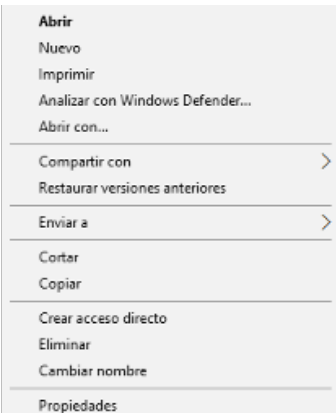 Abrir
Nuevo
Imprimir
Analizar con Windows Defender...
Abrir con...
Compartir con
Restaurar versiones anteriores
Enviar a
Cortar
Copiar
Crear acceso directo
Eliminar
Cambiar nombre
Propiedades